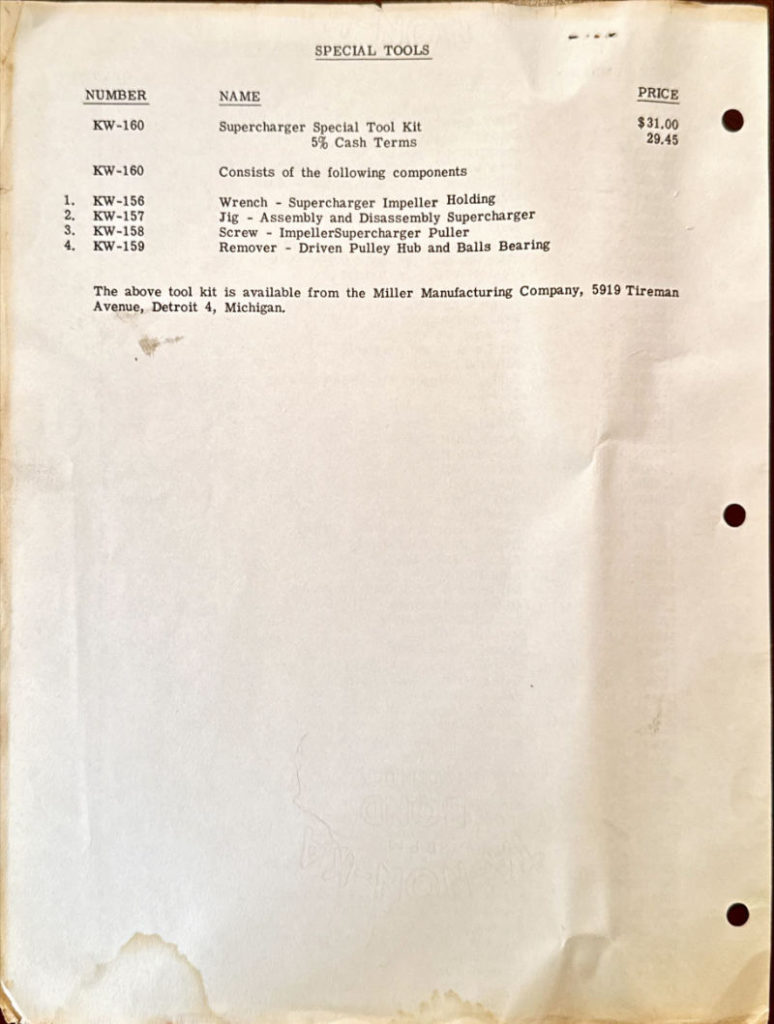 SPECIAL TOOLS
NUMBER NAME PRICE
KW-160 Supercharger Special Tool Kit $31.00
5% Cash Terms 29.45
KW-160 Consists of the following components
1. KW-156 Wrench - Supercharger Impeller Holding
2. KW-157 Jig - Assembly and Disassembly Supercharger
3. KW-158 Screw - ImpellerSupercharger Puller
4. KW-159 Remover - Driven Pulley Hub and Balls Bearing
The above tool kit is available from the Miller Manufacturing Company, 5919 Tireman
Avenue, Detroit 4, Michigan.